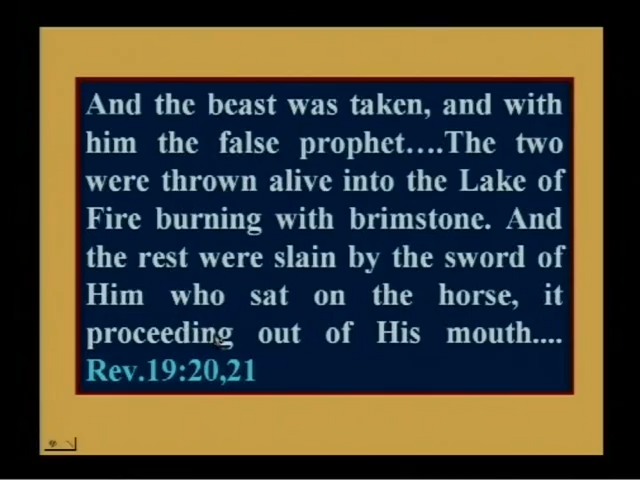 And the beast was taken, and with
him the false prophet….The two
were thrown alive into the Lake of
Fire burning with brimstone. And
the rest were slain by the sword of
Him who sat on the horse, it
proceeding out of His mouth....
Rev.19:20,21